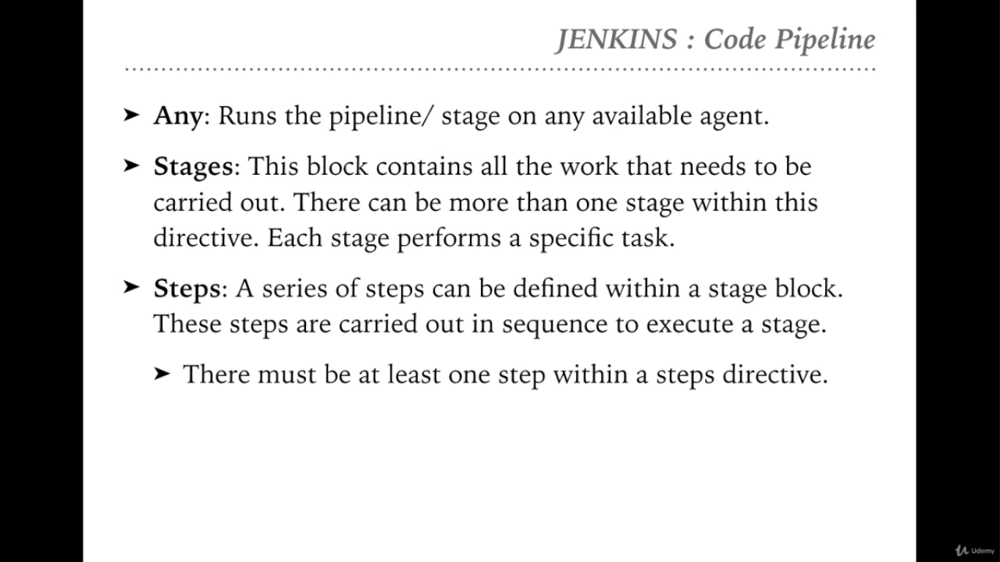 JENKINS : Code Pipeline
➤ Any: Runs the pipeline/ stage on any available agent.
➤ Stages: This block contains all the work that needs to be
carried out. There can be more than one stage within this
directive. Each stage performs a specific task.
➤ Steps: A series of steps can be defined within a stage block.
These steps are carried out in sequence to execute a stage.
➤ There must be at least one step within a steps directive.
Udemy